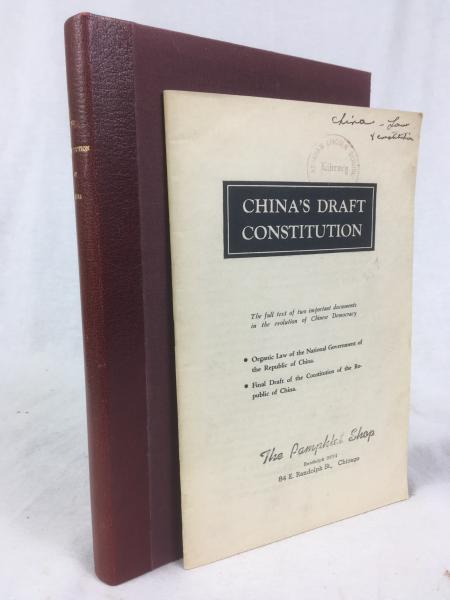 TUTION
China - Law
& constitution
Library
CHINA'S DRAFT
CONSTITUTION
The full text of two important documents
in the evolution of Chinese Democracy
• Organic Law of the National Government of
the Republic of China.
• Final Draft of the Constitution of the Re-
public of China.
The Pamphlet Shop
84 E. Randolph St., Chicago